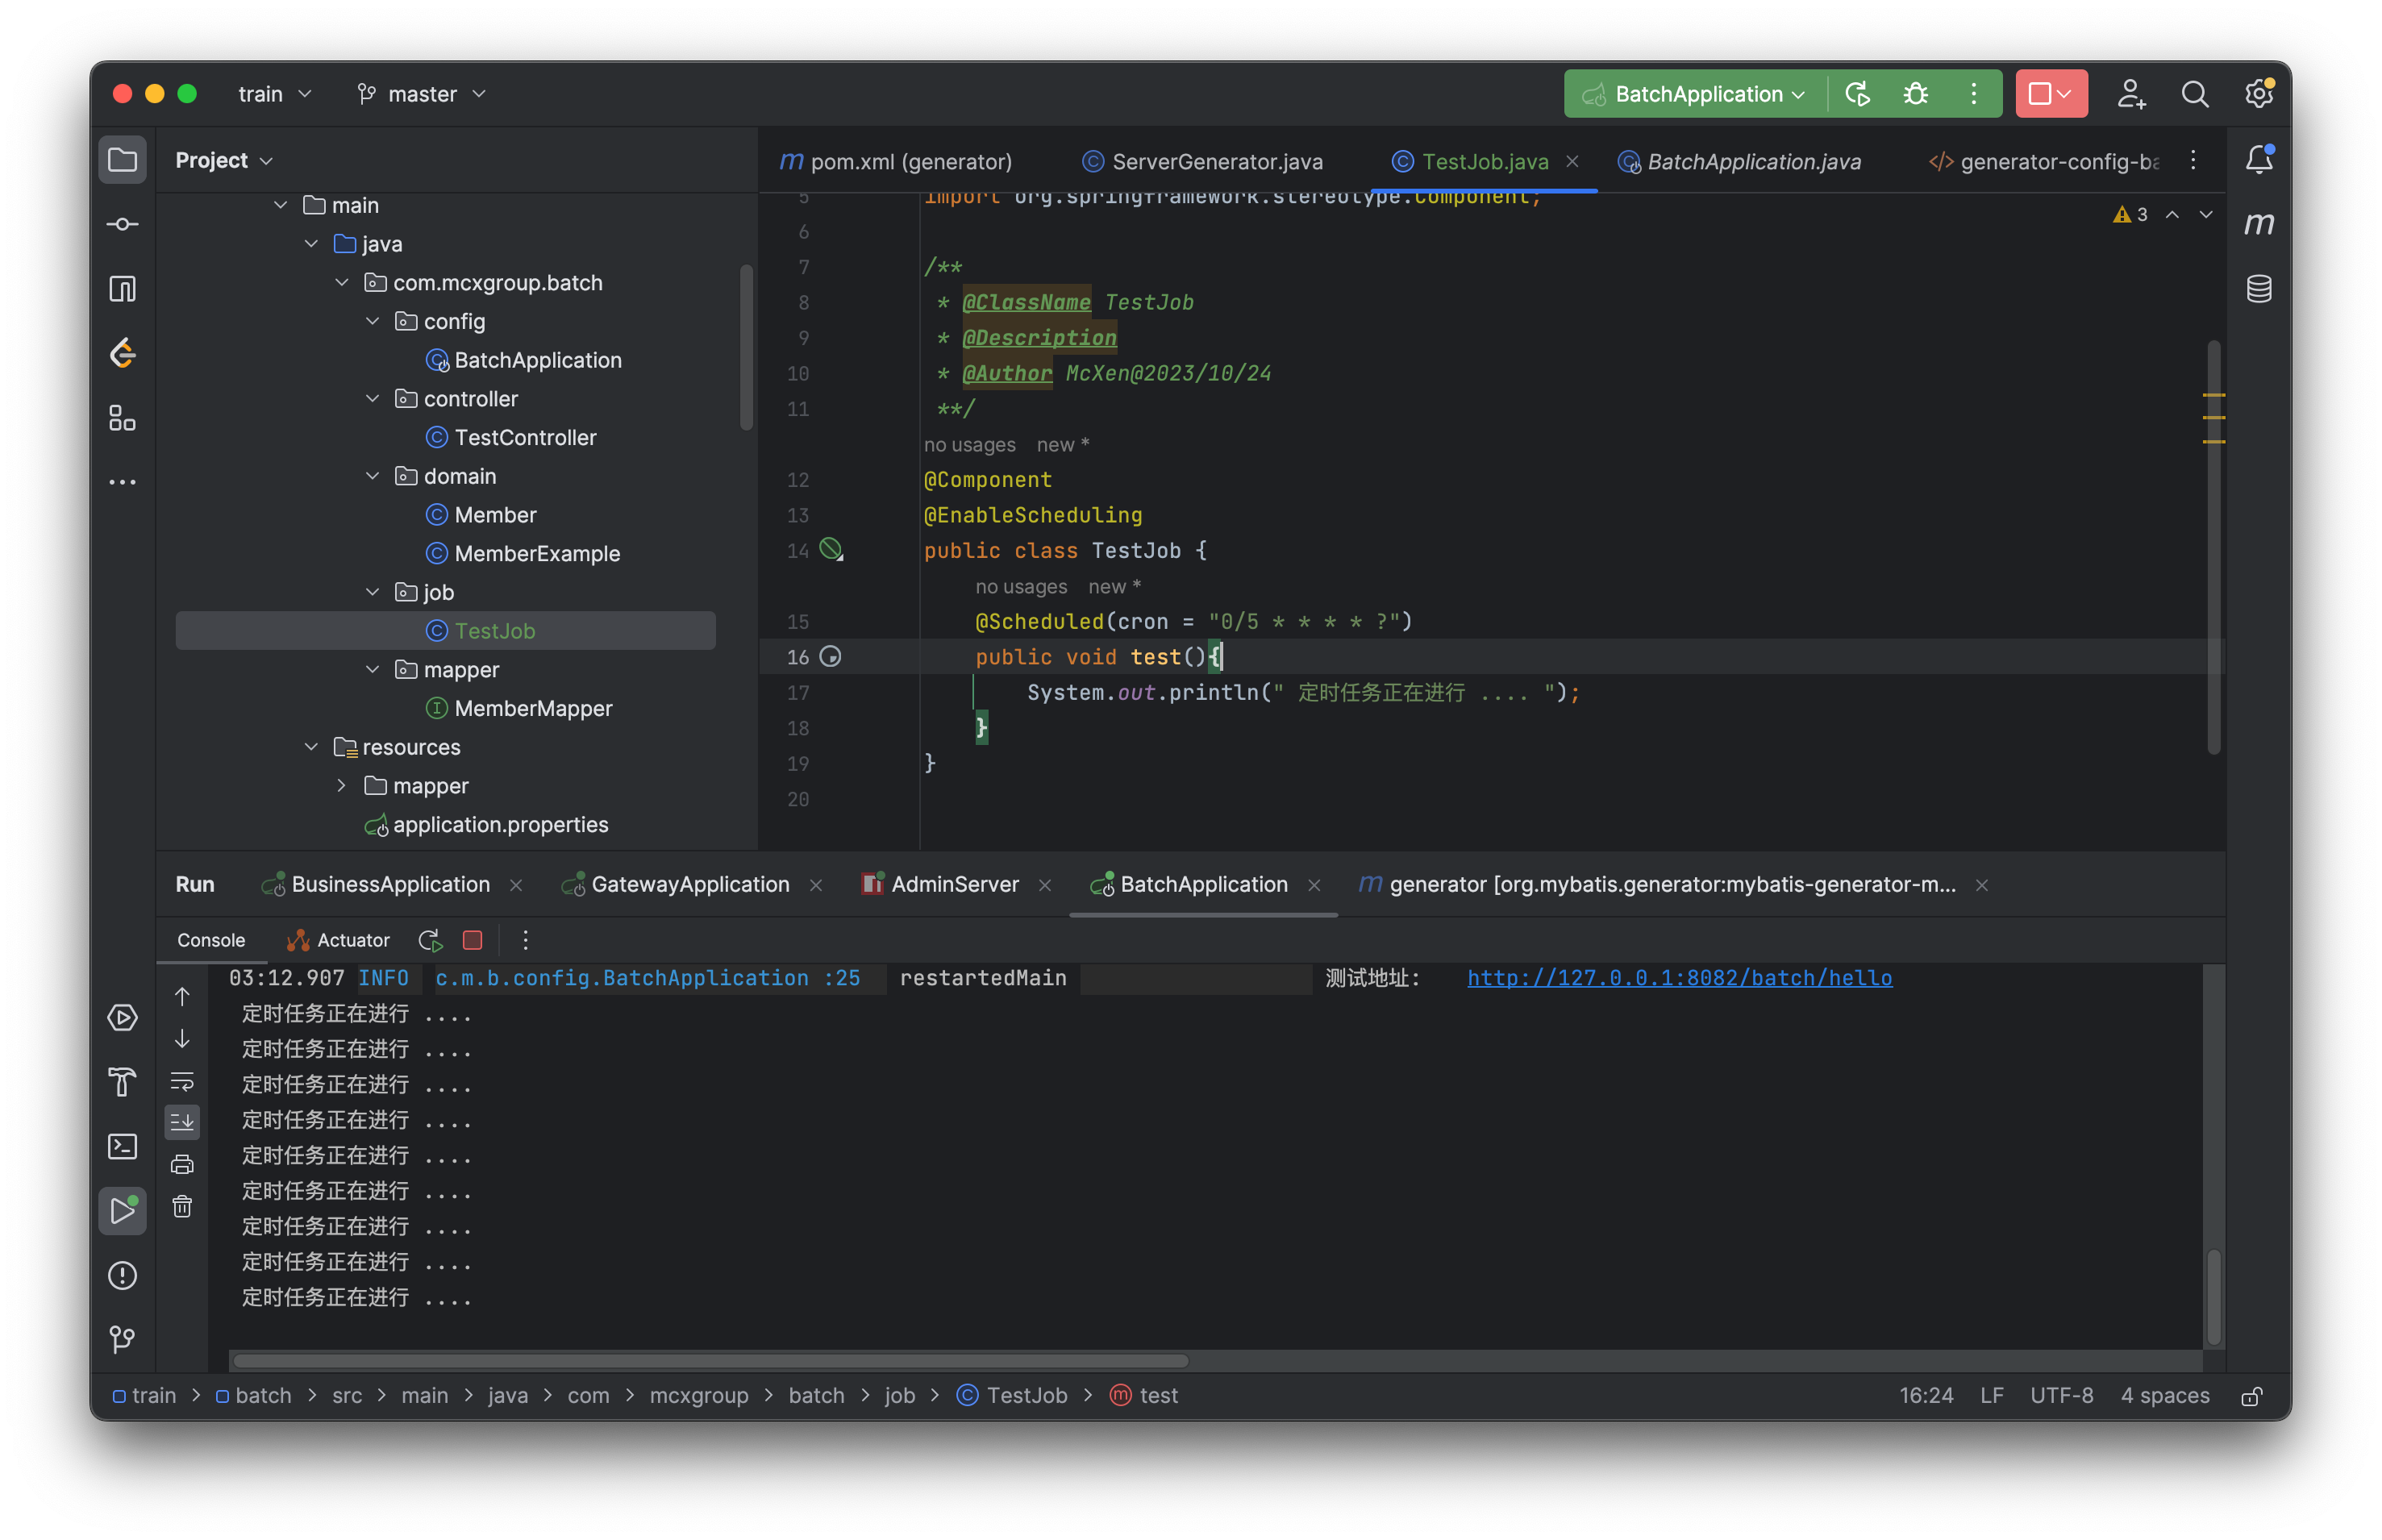 train master BatchApplication
Project
main
java
com.mcxgroup.batch
config
BatchApplication
controller
TestController
domain
Member
MemberExample
job
TestJob
mapper
MemberMapper
resources
mapper
application.properties
pom.xml (generator) ServerGenerator.java TestJob.java BatchApplication.java generator-config-ba
3
5 import org.springframework.stereotype.Component;
6
7 /**
8 * @ClassName TestJob
9 * @Description
10 * @Author McXen@2023/10/24
11 **/
no usages new *
12 @Component
13 @EnableScheduling
14 public class TestJob {
no usages new *
15 @Scheduled(cron = "0/5 * * * * ?")
16 public void test(){
17 System.out.println(" 定时任务正在进行 .... ");
18 }
19 }
20
Run BusinessApplication GatewayApplication AdminServer BatchApplication generator [org.mybatis.generator:mybatis-generator-m...
Console Actuator
03:12.907 INFO c.m.b.config.BatchApplication :25 restartedMain 测试地址: http://127.0.0.1:8082/batch/hello
定时任务正在进行 ....
定时任务正在进行 ....
定时任务正在进行 ....
定时任务正在进行 ....
定时任务正在进行 ....
定时任务正在进行 ....
定时任务正在进行 ....
定时任务正在进行 ....
定时任务正在进行 ....
train > batch > src > main > java > com > mcxgroup > batch > job > TestJob > test 16:24 LF UTF-8 4 spaces